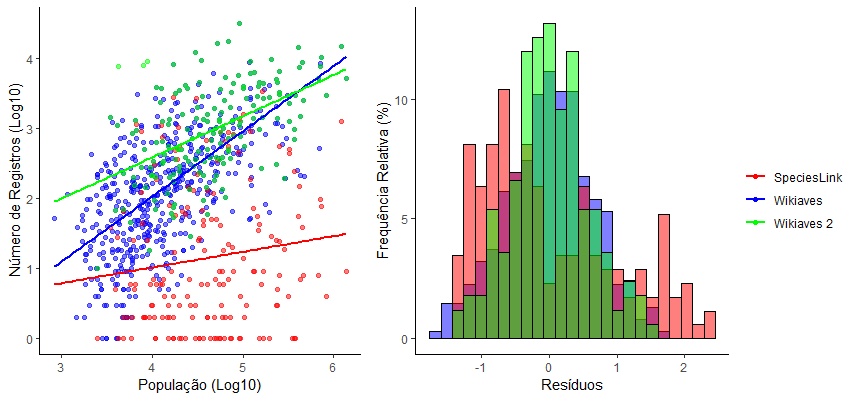 Número de Registros (Log10)
4
3
2
1
0
3
4
5
6
População (Log10)
Frequência Relativa (%)
10
5
0
-1
0
1
2
Resíduos
SpeciesLink
Wikiaves
Wikiaves 2